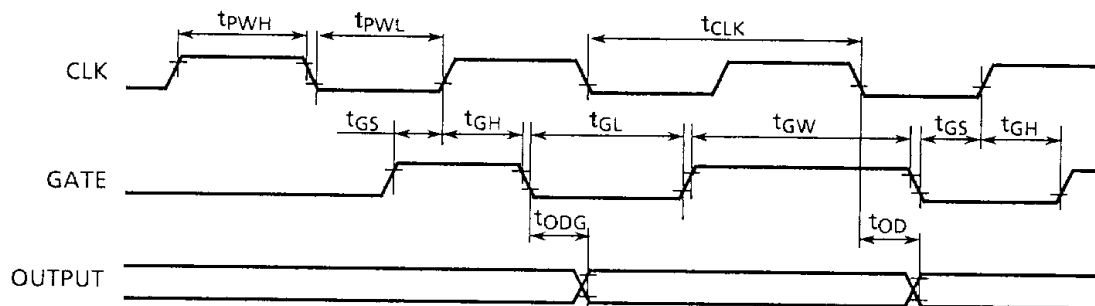 tPWH tPWL tCLK
CLK
tGS tGH tGL tGW tGS tGH
GATE
tODG tOD
OUTPUT